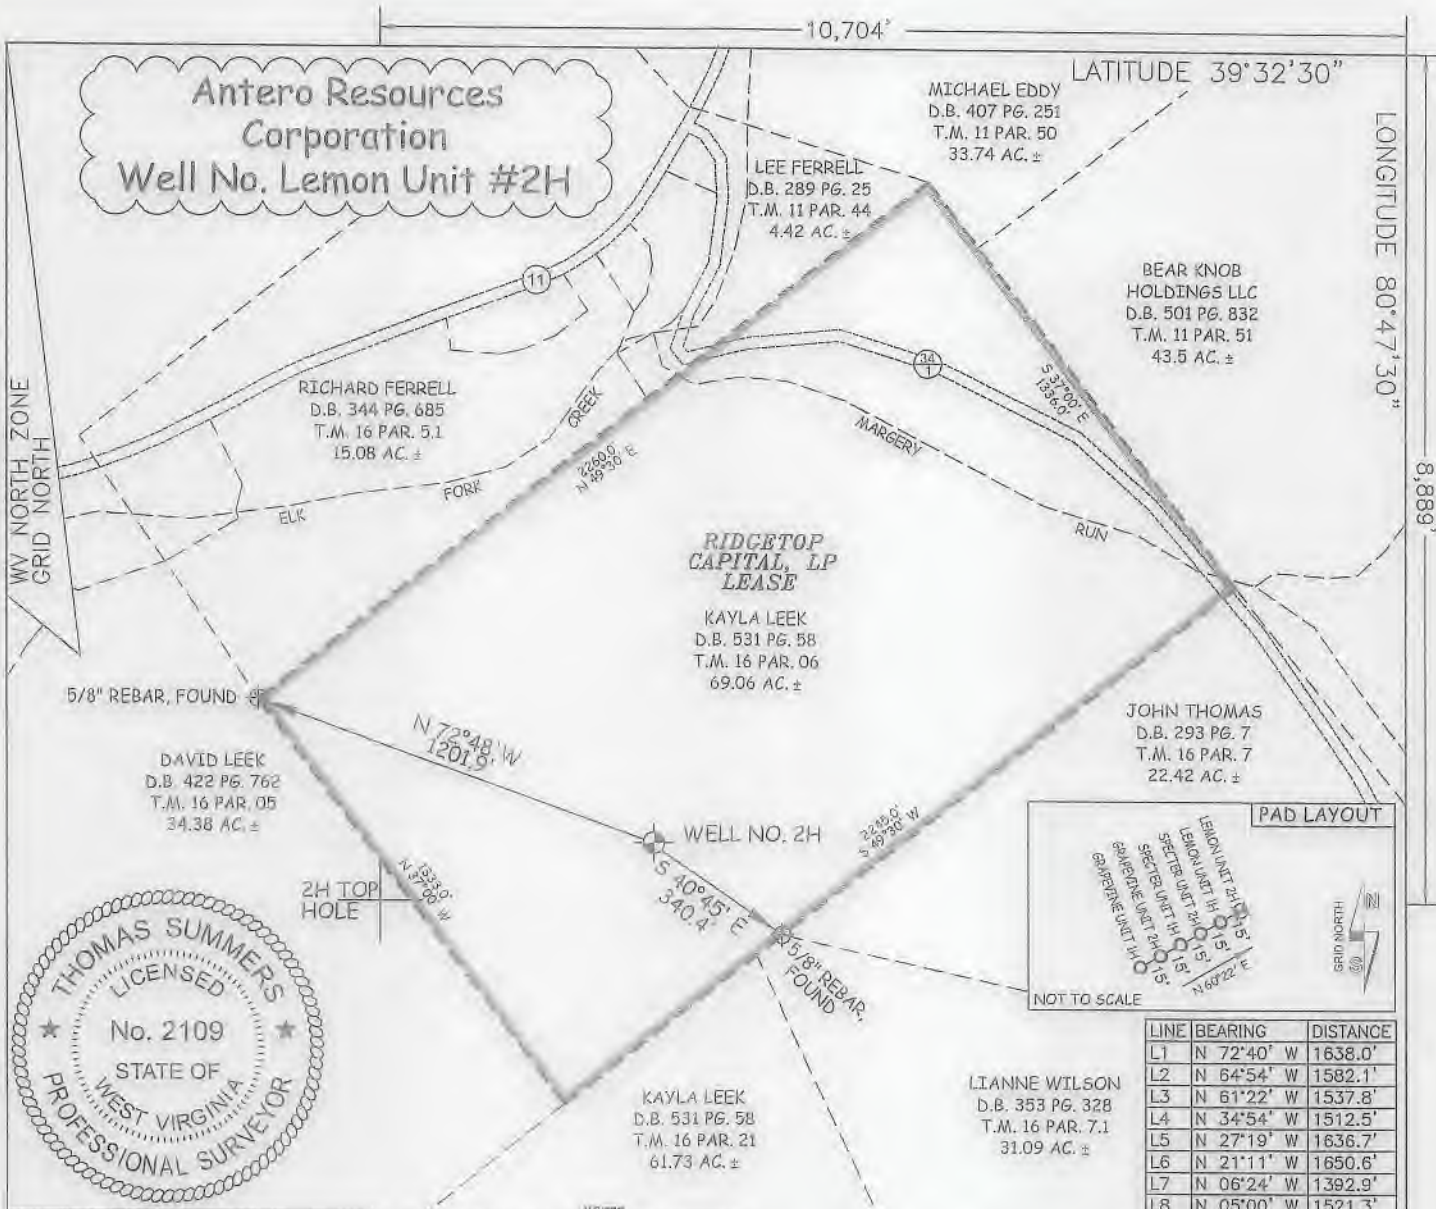 10,704'
Antero Resources
Corporation
Well No. Lemon Unit #2H
LATITUDE 39°32'30"
LONGITUDE 80°47'30"
8,889'
MICHAEL EDDY
D.B. 407 PG. 251
T.M. 11 PAR. 50
33.74 AC. ±
LEE FERRELL
D.B. 289 PG. 25
T.M. 11 PAR. 44
4.42 AC. ±
BEAR KNOB
HOLDINGS LLC
D.B. 501 PG. 832
T.M. 11 PAR. 51
43.5 AC. ±
11
34
1
S 37°00' E
1336.0'
WV NORTH ZONE
GRID NORTH
RICHARD FERRELL
D.B. 344 PG. 685
T.M. 16 PAR. 5.1
15.08 AC. ±
ELK
FORK
CREEK
2260.0'
N 49°30' E
MARGERY
RUN
RIDGETOP
CAPITAL, LP
LEASE
KAYLA LEEK
D.B. 531 PG. 58
T.M. 16 PAR. 06
69.06 AC. ±
5/8" REBAR, FOUND
N 72°48' W
1201.9'
DAVID LEEK
D.B. 422 PG. 762
T.M. 16 PAR. 05
34.38 AC. ±
JOHN THOMAS
D.B. 293 PG. 7
T.M. 16 PAR. 7
22.42 AC. ±
WELL NO. 2H
S 49°30' W
1333.0'
N 37°00' W
2H TOP
HOLE
S 40°45' E
340.4'
5/8" REBAR,
FOUND
PAD LAYOUT
LEMON UNIT 2H
LEMON UNIT 1H
SPECTER UNIT 2H
SPECTER UNIT 1H
GRAPEVINE UNIT 2H
GRAPEVINE UNIT 1H
15'
15'
15'
15'
15'
N 60°22' E
GRID NORTH
N
S
NOT TO SCALE
THOMAS SUMMERS
LICENSED
No. 2109
STATE OF
WEST VIRGINIA
PROFESSIONAL SURVEYOR
KAYLA LEEK
D.B. 531 PG. 58
T.M. 16 PAR. 21
61.73 AC. ±
LIANNE WILSON
D.B. 353 PG. 328
T.M. 16 PAR. 7.1
31.09 AC. ±
LINE BEARING DISTANCE
L1 N 72°40' W 1638.0'
L2 N 64°54' W 1582.1'
L3 N 61°22' W 1537.8'
L4 N 34°54' W 1512.5'
L5 N 27°19' W 1636.7'
L6 N 21°11' W 1650.6'
L7 N 06°24' W 1392.9'
L8 N 05°00' W 1521.3'